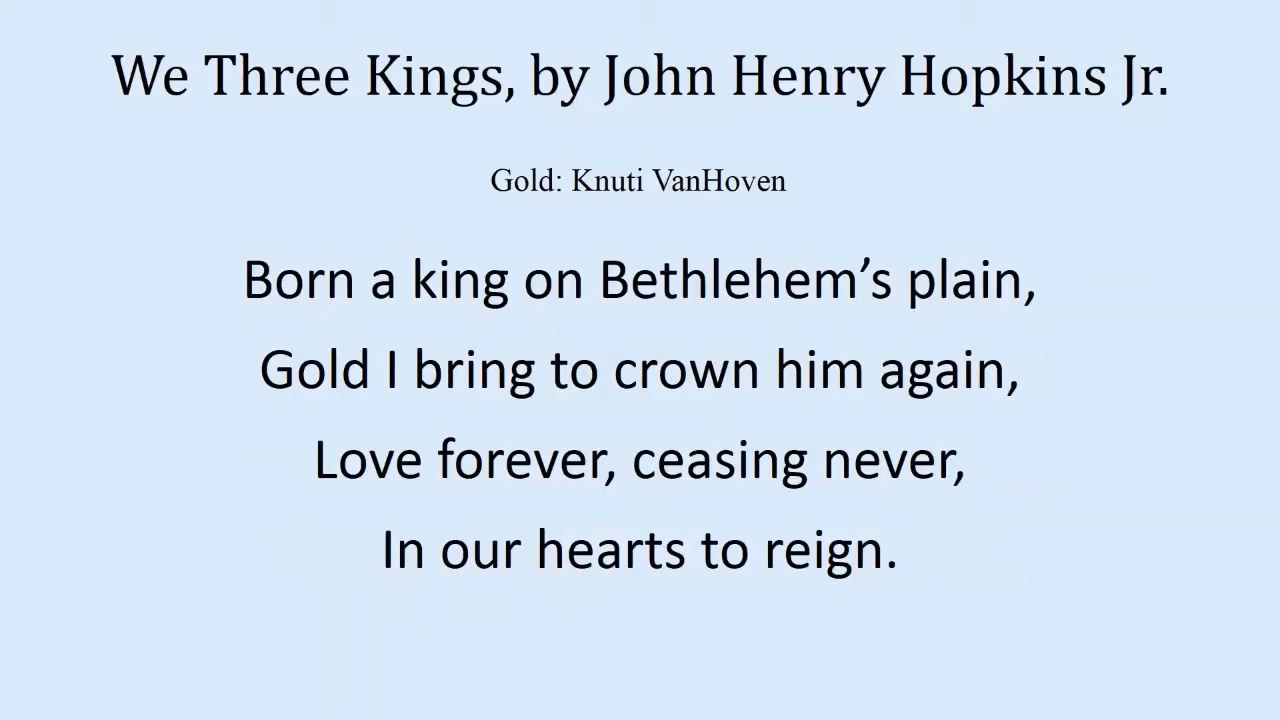 We Three Kings, by John Henry Hopkins Jr.
Gold: Knuti VanHoven
Born a king on Bethlehem’s plain,
Gold I bring to crown him again,
Love forever, ceasing never,
In our hearts to reign.